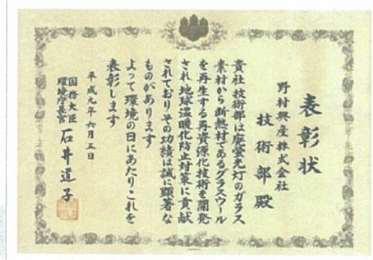 表彰状
野村興産株式会社
技術部殿
貴社技術部は廃蛍光灯のガラス
素材から断熱材であるグラスウール
を再生する再資源化技術を開発
され地球温暖化防止対策に貢献
されておりその功績は誠に顕著な
ものがあります
よって環境の日にあたりこれを
表彰します
平成九年六月五日
国務大臣
環境庁長官 石井道子